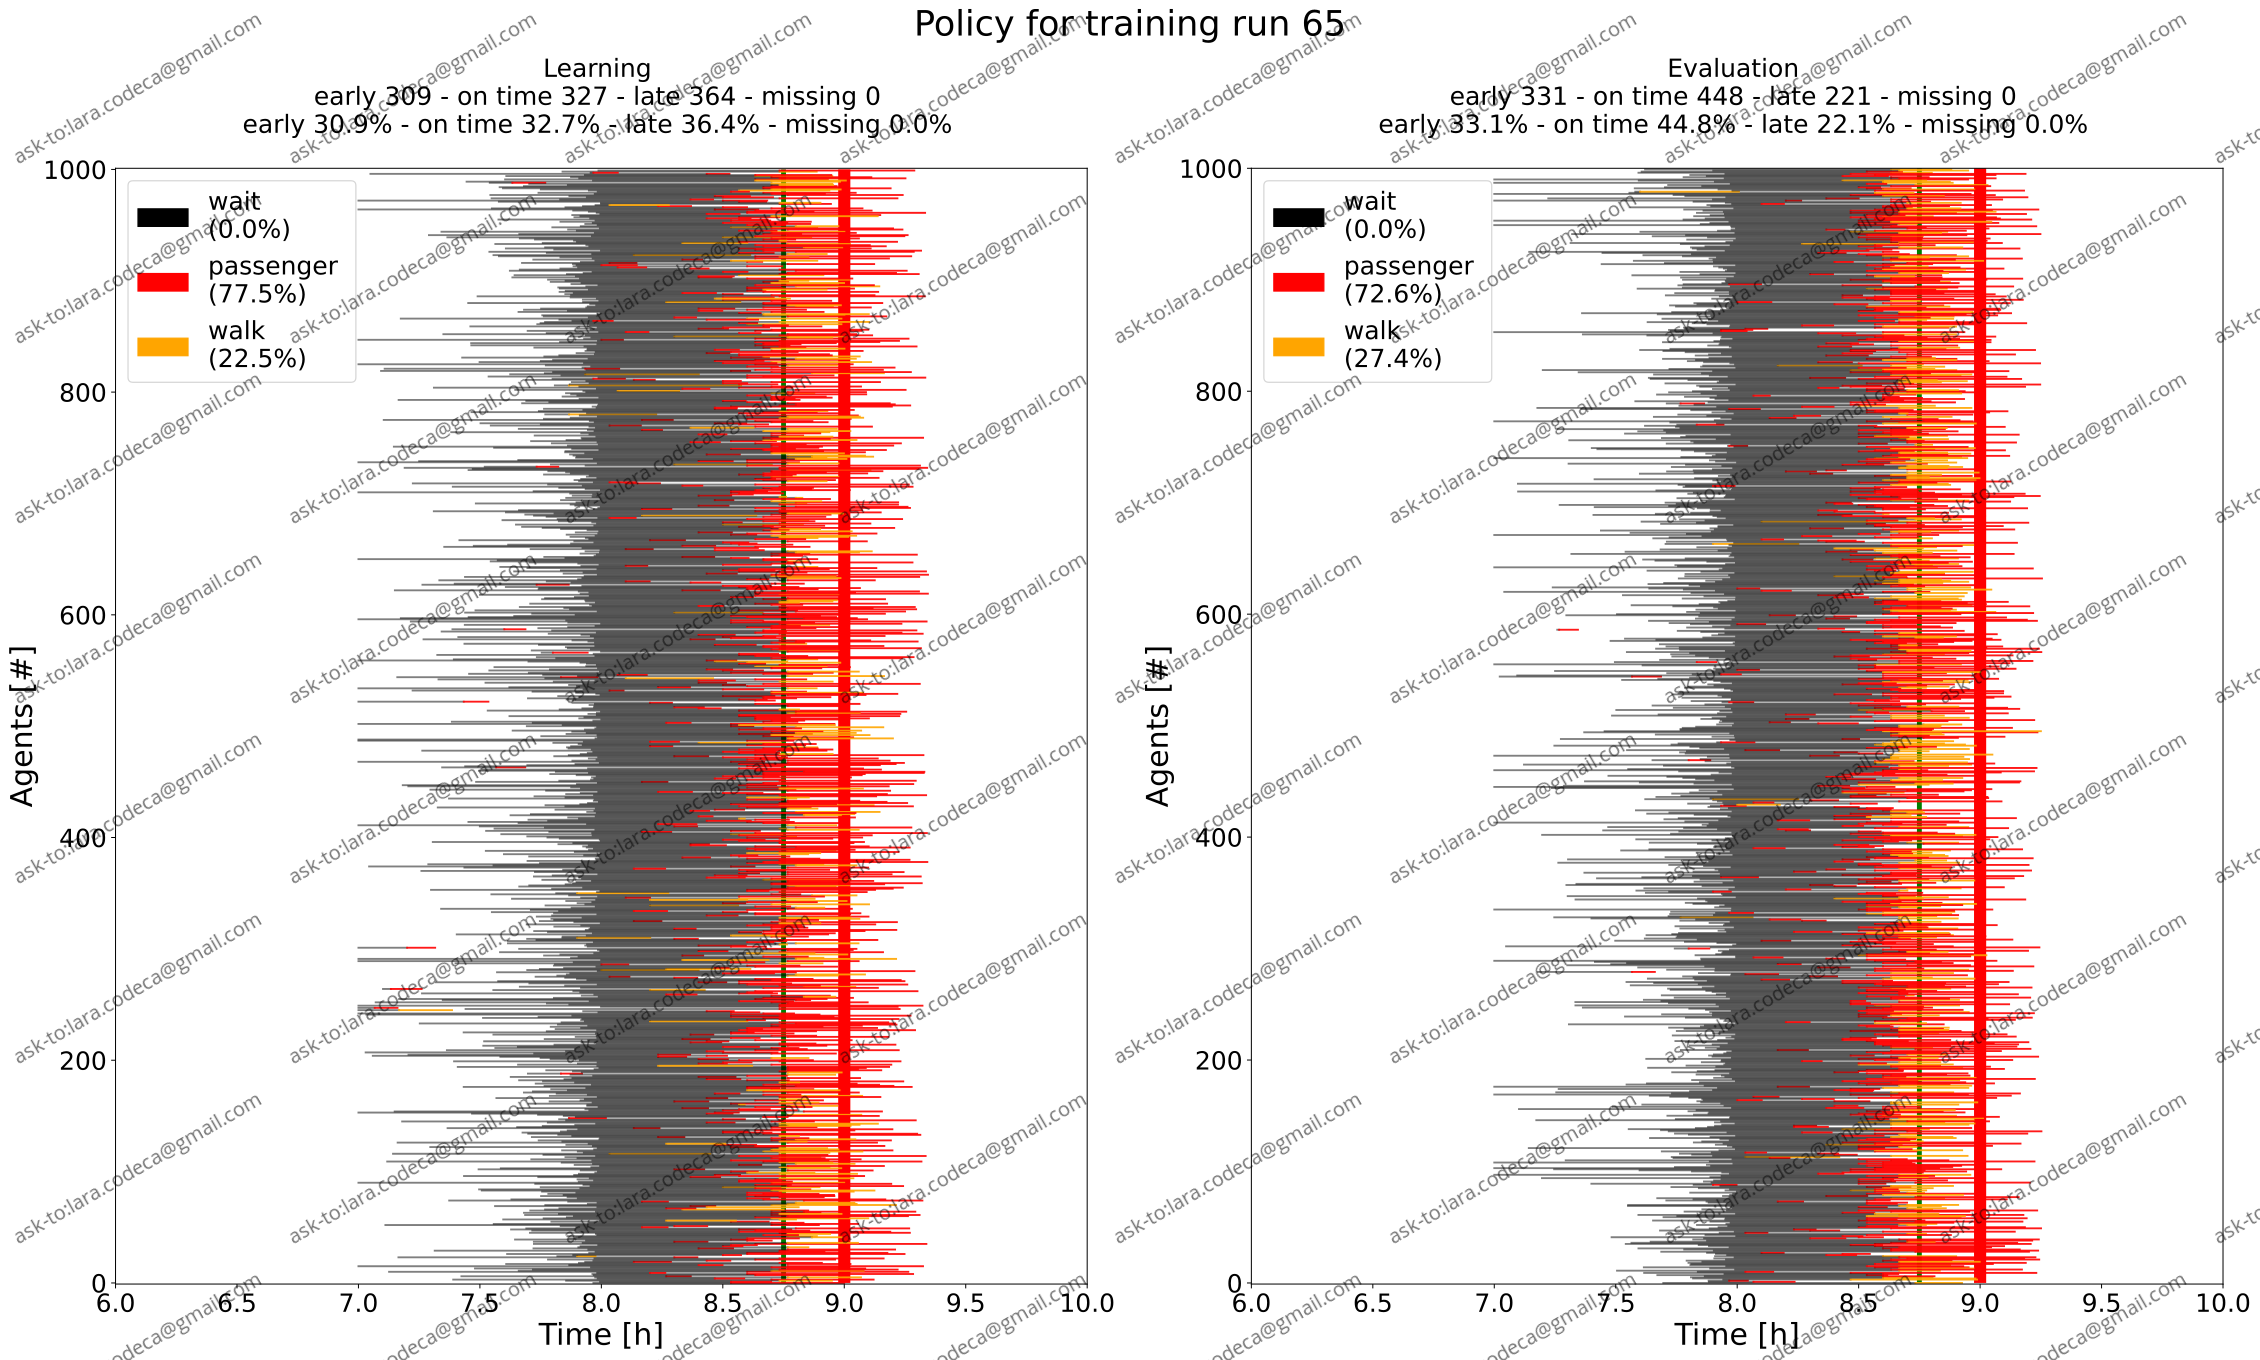 Policy for training run 65
Learning
early 309 - on time 327 - late 364 - missing 0
early 30.9% - on time 32.7% - late 36.4% - missing 0.0%
Evaluation
early 331 - on time 448 - late 221 - missing 0
early 33.1% - on time 44.8% - late 22.1% - missing 0.0%
wait
(0.0%)
passenger
(77.5%)
walk
(22.5%)
Agents [#]
1000
800
600
400
200
0
6.0 6.5 7.0 7.5 8.0 8.5 9.0 9.5 10.0
Time [h]
wait
(0.0%)
passenger
(72.6%)
walk
(27.4%)
Agents [#]
1000
800
600
400
200
0
6.0 6.5 7.0 7.5 8.0 8.5 9.0 9.5 10.0
Time [h]
ask-to:lara.codeca@gmail.com